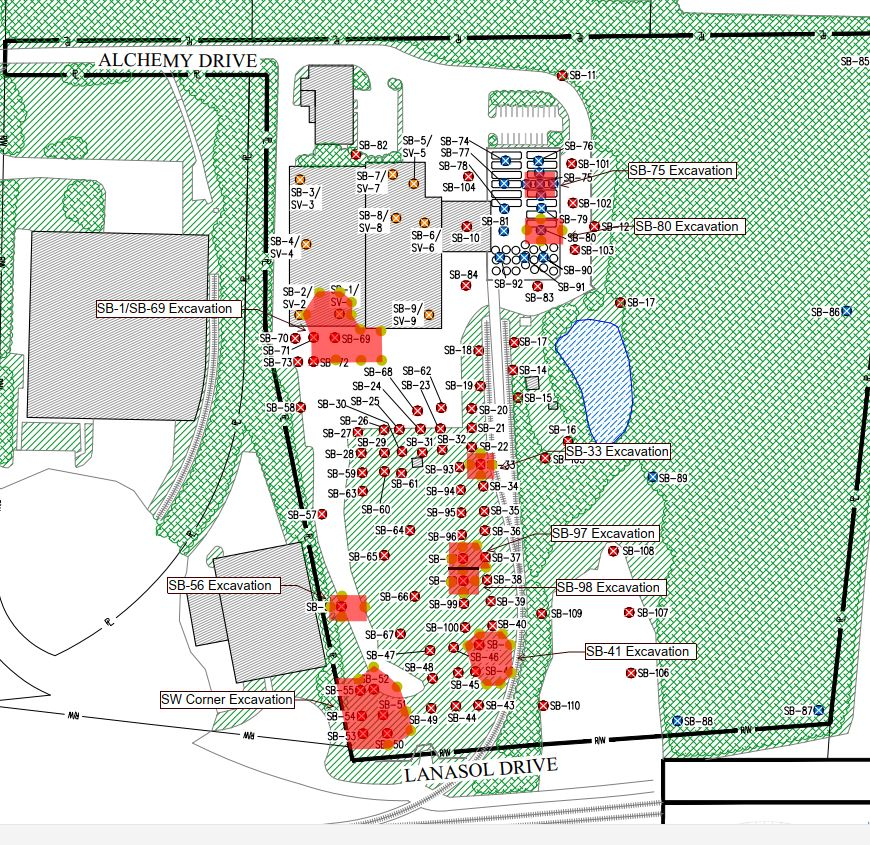 ALCHEMY DRIVE
SB-11
SB-85
SB-82
SB-5/
SV-5
SB-74
SB-77
SB-78
SB-104
SB-76
SB-101
SB-75
SB-75 Excavation
SB-3/
SV-3
SB-7/
SV-7
SB-102
SB-8/
SV-8
SB-6/
SV-6
SB-10
SB-81
SB-79
SB-80
SB-12
SB-80 Excavation
SB-4/
SV-4
SB-103
SB-90
SB-91
SB-92
SB-83
SB-84
SB-2/
SV-2
SB-1/
SV-
SB-9/
SV-9
SB-1/SB-69 Excavation
SB-17
SB-86
SB-70
SB-71
SB-69
SB-73
SB-72
SB-18
SB-17
SB-14
SB-68
SB-62
SB-24
SB-23
SB-19
SB-15
SB-58
SB-30
SB-25
SB-20
SB-26
SB-27
SB-21
SB-16
SB-29
SB-31
SB-32
SB-22
SB-28
SB-33 Excavation
SB-59
SB-61
SB-93
33
SB-89
SB-63
SB-60
SB-94
SB-34
SB-57
SB-95
SB-35
SB-64
SB-96
SB-36
SB-97 Excavation
SB-65
SB-37
SB-108
SB-56 Excavation
SB-38
SB-98 Excavation
SB-66
SB-99
SB-39
SB-109
SB-107
SB-67
SB-100
SB-40
SB-47
SB-46
SB-41 Excavation
SB-48
SB-45
SB-106
SB-52
SW Corner Excavation
SB-55
SB-51
SB-54
SB-49
SB-44
SB-43
SB-110
SB-87
SB-88
SB-53
50
R/W
R/W
R/W
R/W
LANASOL DRIVE